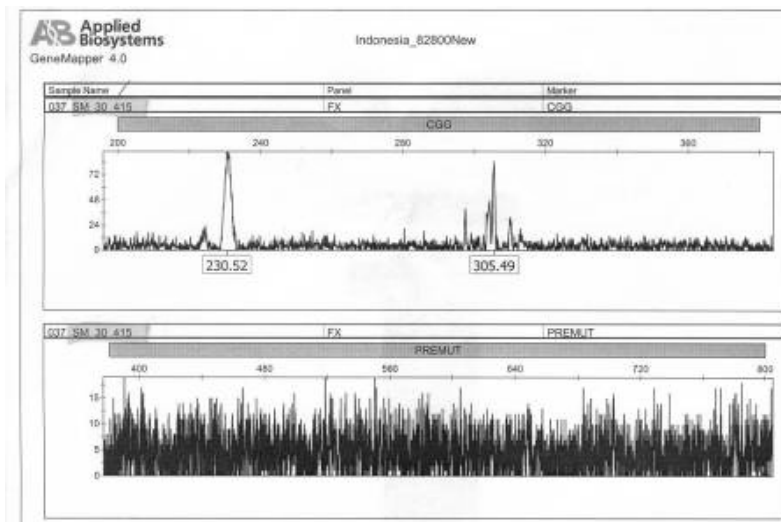 Applied
Biosystems
Indonesia_82800New
GeneMapper 4.0
Sample Name Panel Marker
037_SM_30_415 FX CGG
CGG
200 240 280 320 360
72
48
24
0
230.52 305.49
037_SM_30_415 FX PREMUT
PREMUT
400 480 560 640 720 800
15
10
5
0